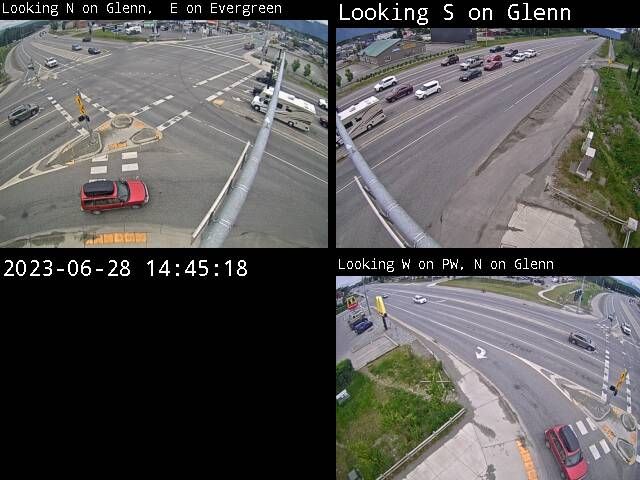 Looking N on Glenn, E on Evergreen
Looking S on Glenn
2023-06-28 14:45:18
Looking W on PW, N on Glenn